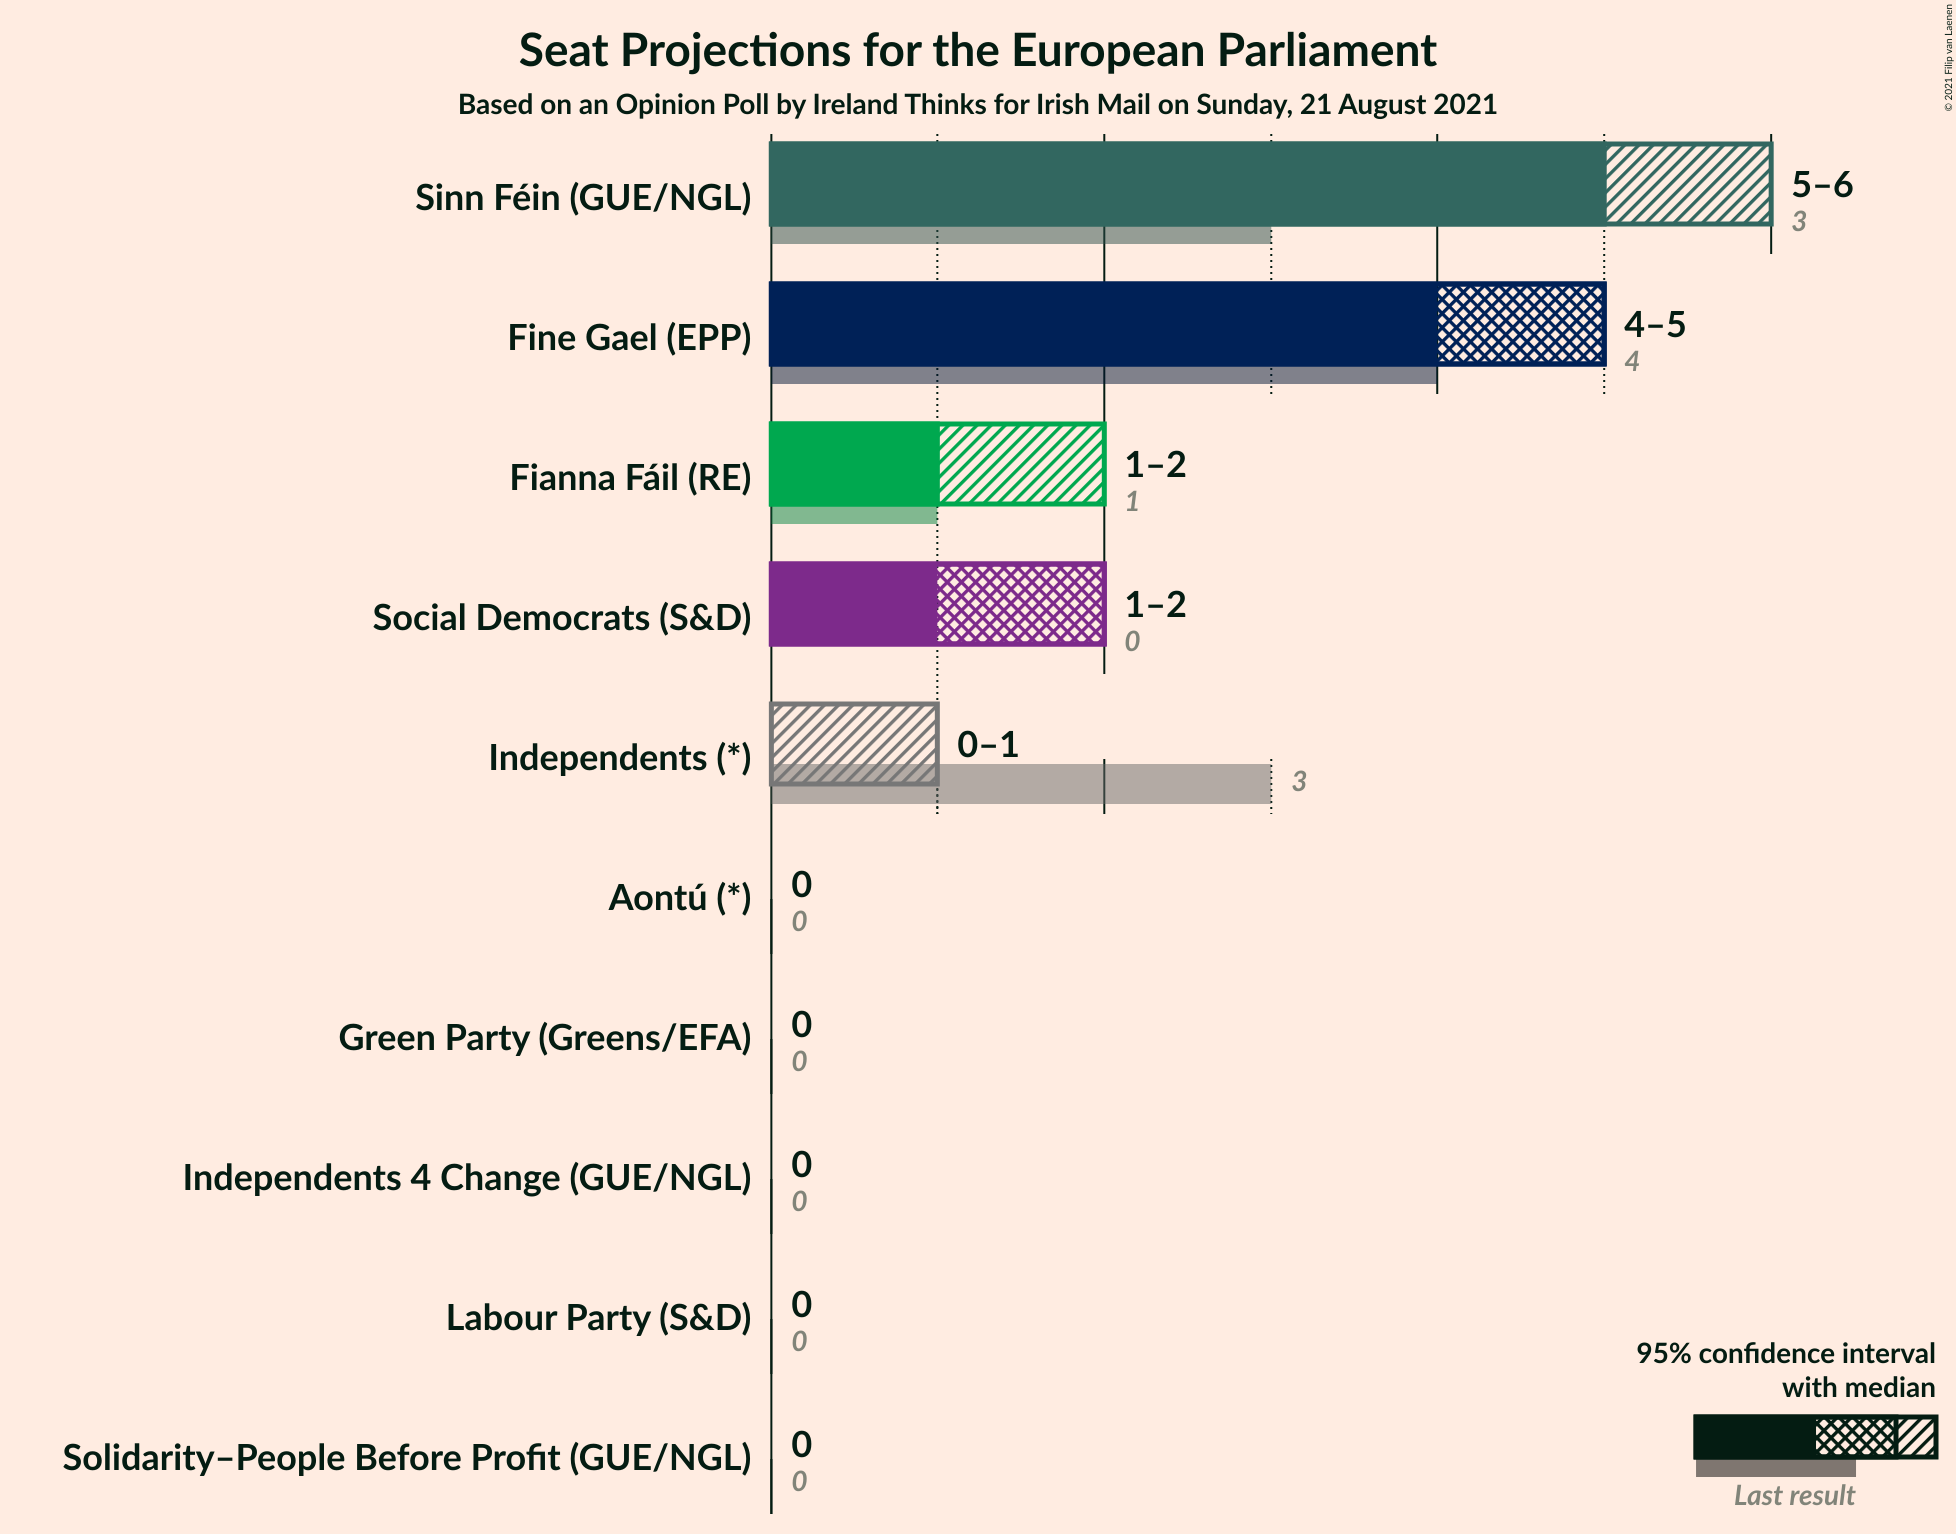 Seat Projections for the European Parliament
Based on an Opinion Poll by Ireland Thinks for Irish Mail on Sunday, 21 August 2021
© 2021 Filip van Laenen
Sinn Féin (GUE/NGL)
5–6
3
Fine Gael (EPP)
4–5
4
Fianna Fáil (RE)
1–2
1
Social Democrats (S&D)
1–2
0
Independents (*)
0–1
3
Aontú (*)
0
0
Green Party (Greens/EFA)
0
0
Independents 4 Change (GUE/NGL)
0
0
Labour Party (S&D)
0
0
Solidarity–People Before Profit (GUE/NGL)
0
0
95% confidence interval
with median
Last result